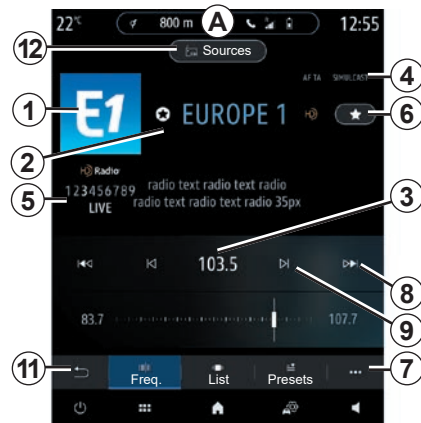 22°C 800 m A 12:55
12 Sources
AF TA SIMULCAST 4
1 E1 EUROPE 1 HD 6
2
HD Radio
5 123456789 radio text radio text radio
LIVE radio text radio text radio 35px
3
103.5
8
83.7 107.7
9
11 Freq. List Presets ... 7